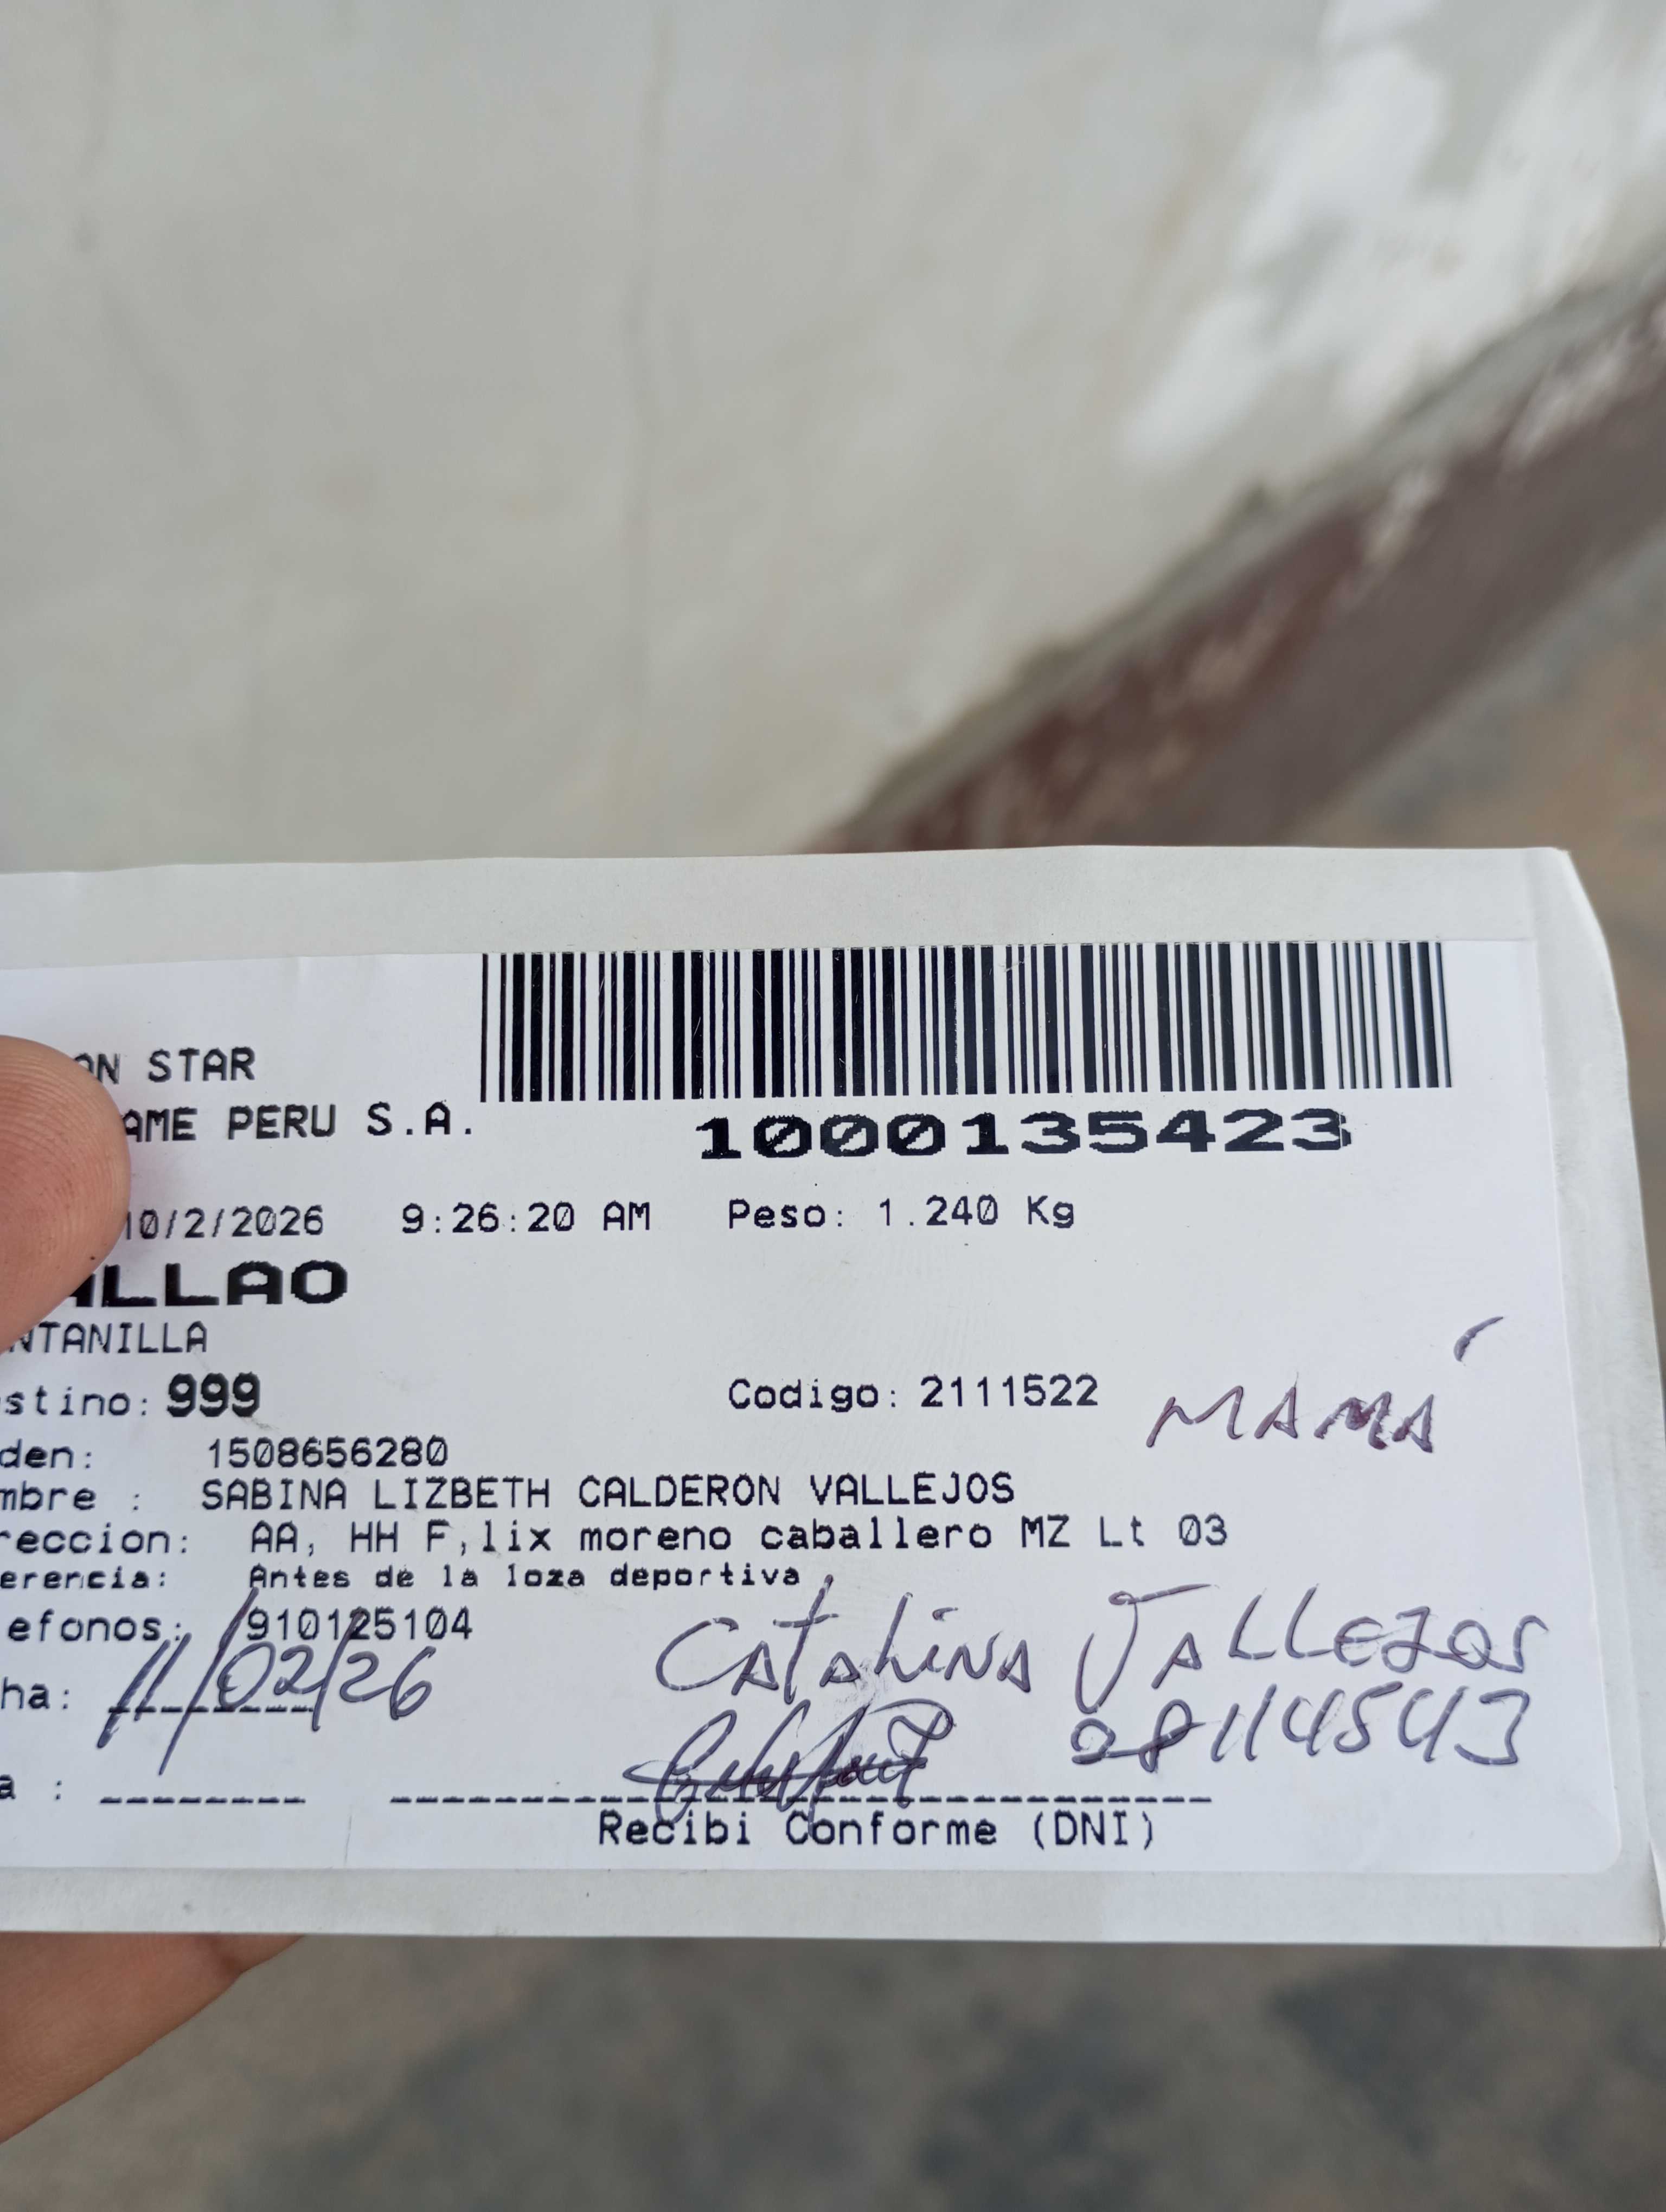 AN STAR
AME PERU S.A.
1000135423
10/2/2026 9:26:20 AM Peso: 1.240 Kg
ALLAO
NTANILLA
stino: 999 Codigo: 2111522 MAMÁ
den: 1508656280
mbre : SABINA LIZBETH CALDERON VALLEJOS
reccion: AA, HH F,lix moreno caballero MZ Lt 03
erencia: Antes de la loza deportiva
efonos: 910125104
Catalina Vallejos
ha: 11/02/26
08114543
a :
Recibi Conforme (DNI)